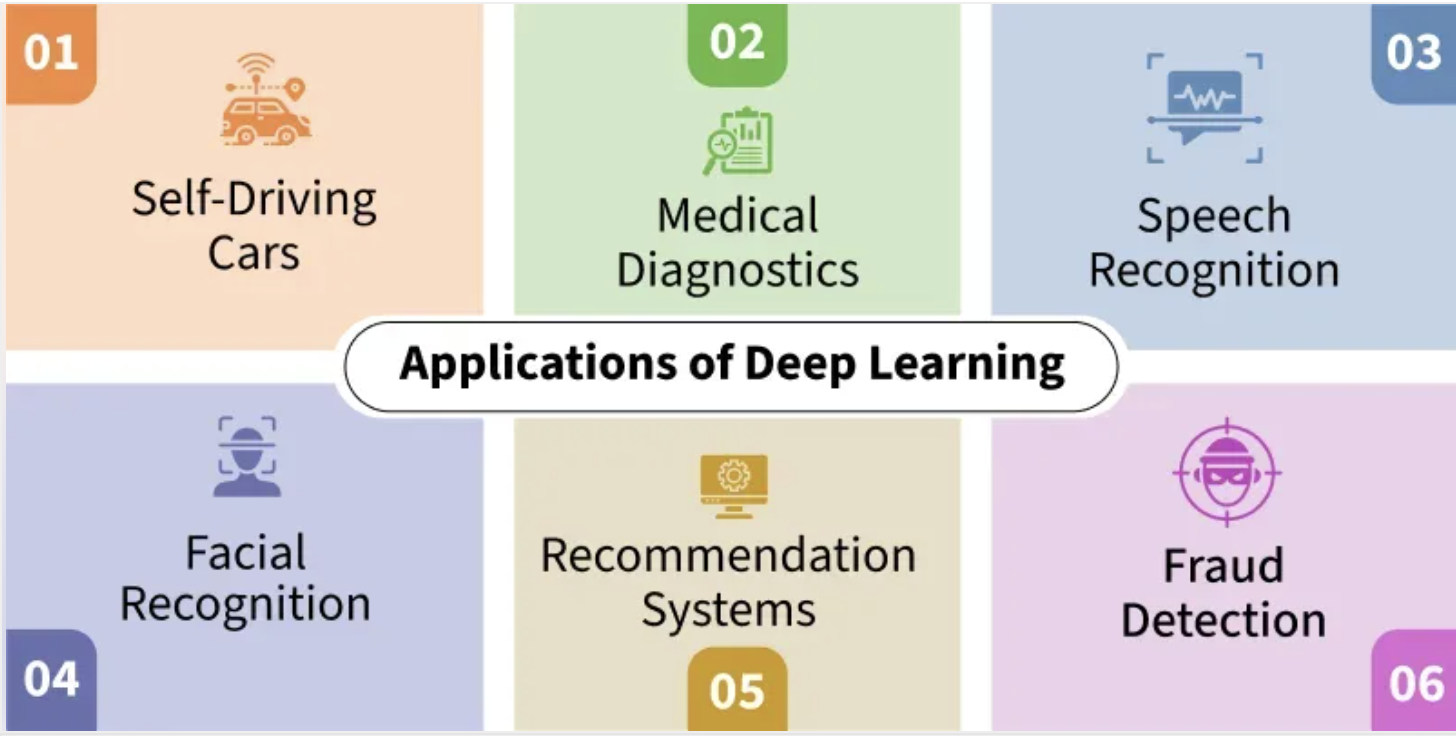 01
Self-Driving
Cars
02
Medical
Diagnostics
03
Speech
Recognition
Applications of Deep Learning
Facial
Recognition
04
Recommendation
Systems
05
Fraud
Detection
06